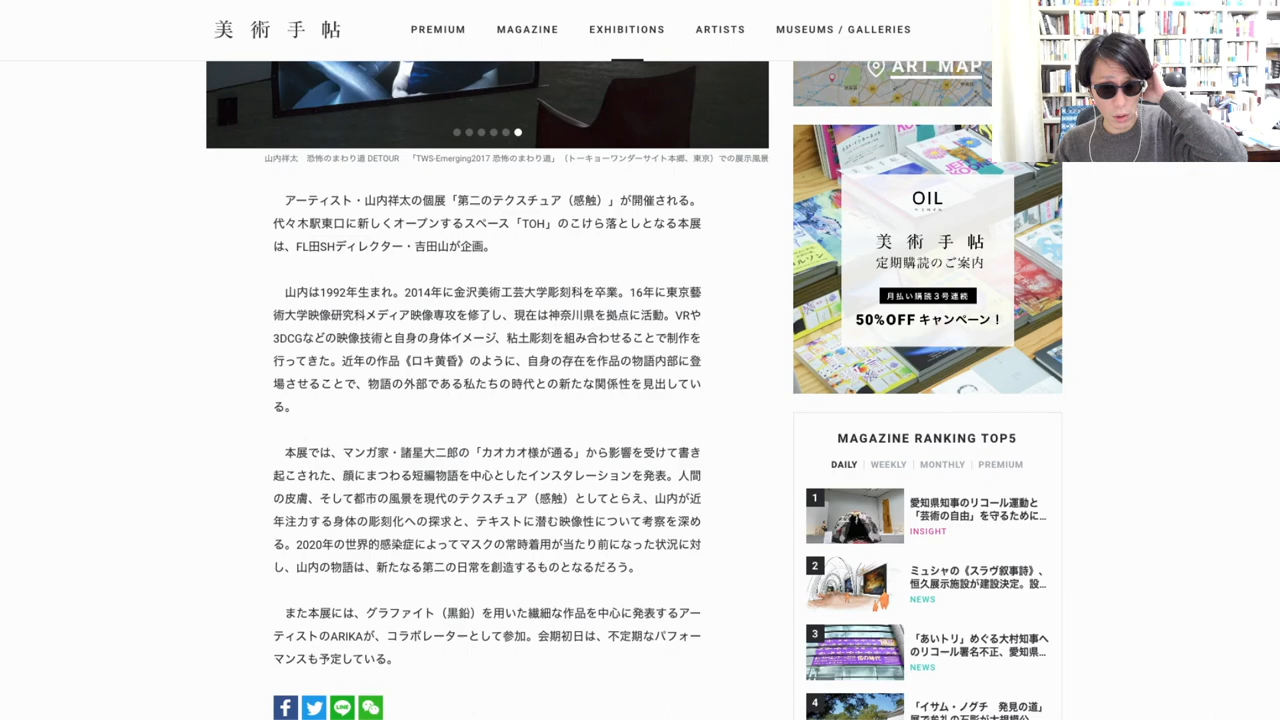 美術手帖
PREMIUM MAGAZINE EXHIBITIONS ARTISTS MUSEUMS / GALLERIES
山内祥太 恐怖のまわり道 DETOUR 「TWS-Emerging2017 恐怖のまわり道」(トーキョーワンダーサイト本郷、東京)での展示風景
アーティスト・山内祥太の個展「第二のテクスチュア(感触)」が開催される。
代々木駅東口に新しくオープンするスペース「TOH」のこけら落としとなる本展
は、FL田SHディレクター・吉田山が企画。
山内は1992年生まれ。2014年に金沢美術工芸大学彫刻科を卒業。16年に東京藝
術大学映像研究科メディア映像専攻を修了し、現在は神奈川県を拠点に活動。VRや
3DCGなどの映像技術と自身の身体イメージ、粘土彫刻を組み合わせることで制作を
行ってきた。近年の作品《ロキ黄昏》のように、自身の存在を作品の物語内部に登
場させることで、物語の外部である私たちの時代との新たな関係性を見出してい
る。
本展では、マンガ家・諸星大二郎の「カオカオ様が通る」から影響を受けて書き
起こされた、顔にまつわる短編物語を中心としたインスタレーションを発表。人間
の皮膚、そして都市の風景を現代のテクスチュア(感触)としてとらえ、山内が近
年注力する身体の彫刻化への探求と、テキストに潜む映像性について考察を深め
る。2020年の世界的感染症によってマスクの常時着用が当たり前になった状況に対
し、山内の物語は、新たなる第二の日常を創造するものとなるだろう。
また本展には、グラファイト(黒鉛)を用いた繊細な作品を中心に発表するアー
ティストのARIKAが、コラボレーターとして参加。会期初日は、不定期なパフォー
マンスも予定している。
ART MAP
OIL
美術手帖
定期購読のご案内
月払い購読3号連続
50%OFF キャンペーン!
MAGAZINE RANKING TOP5
DAILY WEEKLY MONTHLY PREMIUM
1
愛知県知事のリコール運動と
「芸術の自由」を守るために...
INSIGHT
2
ミュシャの《スラヴ叙事詩》、
恒久展示施設が建設決定。設...
NEWS
3
「あいトリ」めぐる大村知事へ
のリコール署名不正、愛知県...
NEWS
4
「イサム・ノグチ 発見の道」